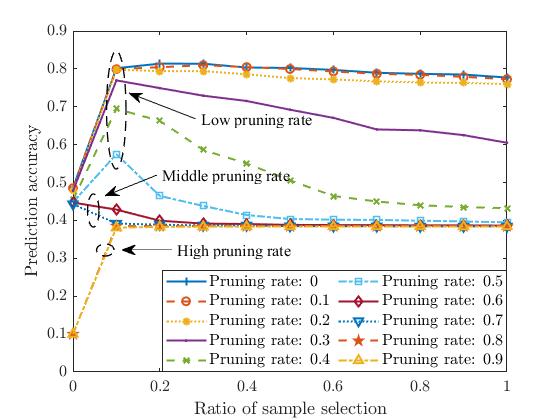 0.9
0.8
0.7
0.6
0.5
0.4
0.3
0.2
0.1
0
Prediction accuracy
Low pruning rate
Middle pruning rate
High pruning rate
Pruning rate: 0
Pruning rate: 0.1
Pruning rate: 0.2
Pruning rate: 0.3
Pruning rate: 0.4
Pruning rate: 0.5
Pruning rate: 0.6
Pruning rate: 0.7
Pruning rate: 0.8
Pruning rate: 0.9
0 0.2 0.4 0.6 0.8 1
Ratio of sample selection